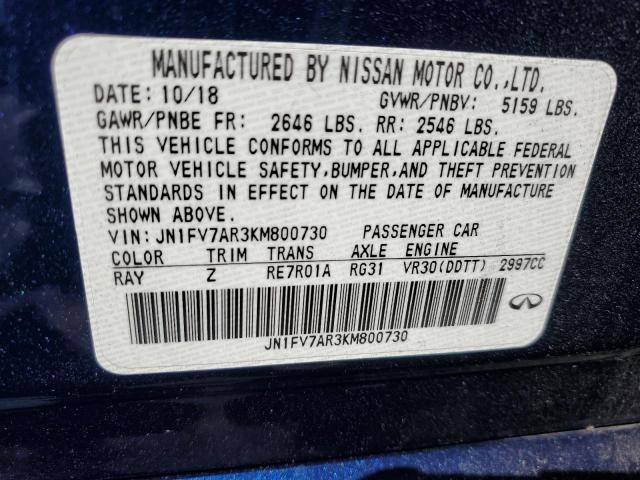 MANUFACTURED BY NISSAN MOTOR CO.,LTD.
DATE: 10/18 GVWR/PNBV: 5159 LBS.
GAWR/PNBE FR: 2646 LBS. RR: 2546 LBS.
THIS VEHICLE CONFORMS TO ALL APPLICABLE FEDERAL
MOTOR VEHICLE SAFETY,BUMPER,AND THEFT PREVENTION
STANDARDS IN EFFECT ON THE DATE OF MANUFACTURE
SHOWN ABOVE.
VIN: JN1FV7AR3KM800730 PASSENGER CAR
COLOR TRIM TRANS AXLE ENGINE
RAY Z RE7R01A RG31 VR30(DDTT) 2997CC
JN1FV7AR3KM800730